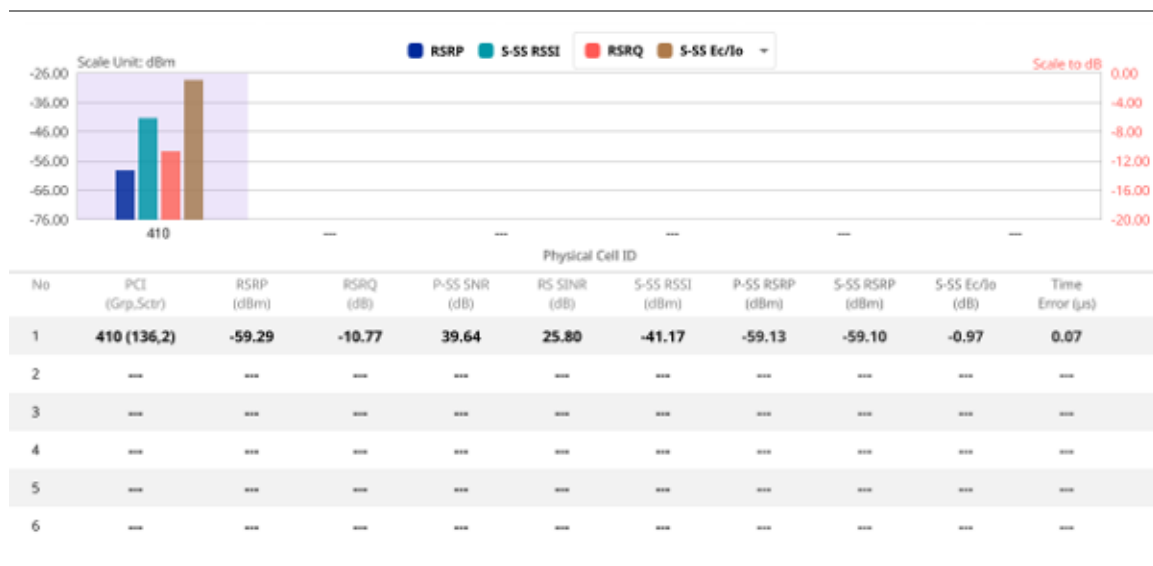 RSRP S-SS RSSI RSRQ S-SS Ec/Io
Scale Unit: dBm Scale to dB
-26.00 0.00
-36.00 -4.00
-46.00 -8.00
-56.00 -12.00
-66.00 -16.00
-76.00 -20.00
410 --- --- --- --- ---
Physical Cell ID
No PCI RSRP RSRQ P-SS SNR RS SINR S-SS RSSI P-SS RSRP S-SS RSRP S-SS Ec/Io Time
(Grp,Sctr) (dBm) (dB) (dB) (dB) (dBm) (dBm) (dBm) (dB) Error (µs)
1 410 (136,2) -59.29 -10.77 39.64 25.80 -41.17 -59.13 -59.10 -0.97 0.07
2 --- --- --- --- --- --- --- --- --- ---
3 --- --- --- --- --- --- --- --- --- ---
4 --- --- --- --- --- --- --- --- --- ---
5 --- --- --- --- --- --- --- --- --- ---
6 --- --- --- --- --- --- --- --- --- ---